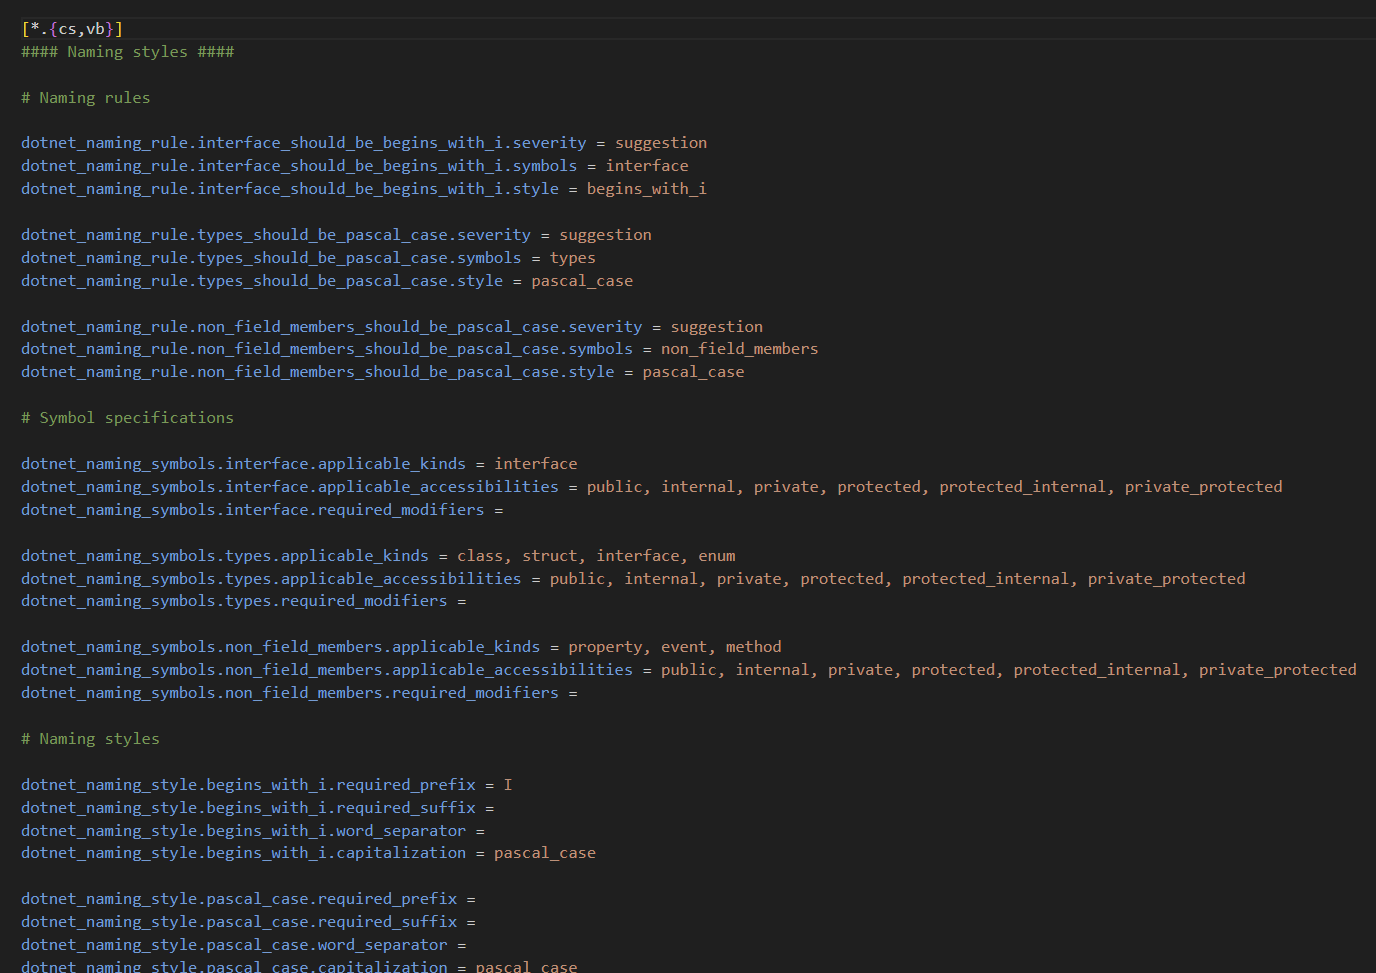 [*.{cs,vb}]
#### Naming styles ####
# Naming rules
dotnet_naming_rule.interface_should_be_begins_with_i.severity = suggestion
dotnet_naming_rule.interface_should_be_begins_with_i.symbols = interface
dotnet_naming_rule.interface_should_be_begins_with_i.style = begins_with_i
dotnet_naming_rule.types_should_be_pascal_case.severity = suggestion
dotnet_naming_rule.types_should_be_pascal_case.symbols = types
dotnet_naming_rule.types_should_be_pascal_case.style = pascal_case
dotnet_naming_rule.non_field_members_should_be_pascal_case.severity = suggestion
dotnet_naming_rule.non_field_members_should_be_pascal_case.symbols = non_field_members
dotnet_naming_rule.non_field_members_should_be_pascal_case.style = pascal_case
# Symbol specifications
dotnet_naming_symbols.interface.applicable_kinds = interface
dotnet_naming_symbols.interface.applicable_accessibilities = public, internal, private, protected, protected_internal, private_protected
dotnet_naming_symbols.interface.required_modifiers =
dotnet_naming_symbols.types.applicable_kinds = class, struct, interface, enum
dotnet_naming_symbols.types.applicable_accessibilities = public, internal, private, protected, protected_internal, private_protected
dotnet_naming_symbols.types.required_modifiers =
dotnet_naming_symbols.non_field_members.applicable_kinds = property, event, method
dotnet_naming_symbols.non_field_members.applicable_accessibilities = public, internal, private, protected, protected_internal, private_protected
dotnet_naming_symbols.non_field_members.required_modifiers =
# Naming styles
dotnet_naming_style.begins_with_i.required_prefix = I
dotnet_naming_style.begins_with_i.required_suffix =
dotnet_naming_style.begins_with_i.word_separator =
dotnet_naming_style.begins_with_i.capitalization = pascal_case
dotnet_naming_style.pascal_case.required_prefix =
dotnet_naming_style.pascal_case.required_suffix =
dotnet_naming_style.pascal_case.word_separator =
dotnet_naming_style.pascal_case.capitalization = pascal_case